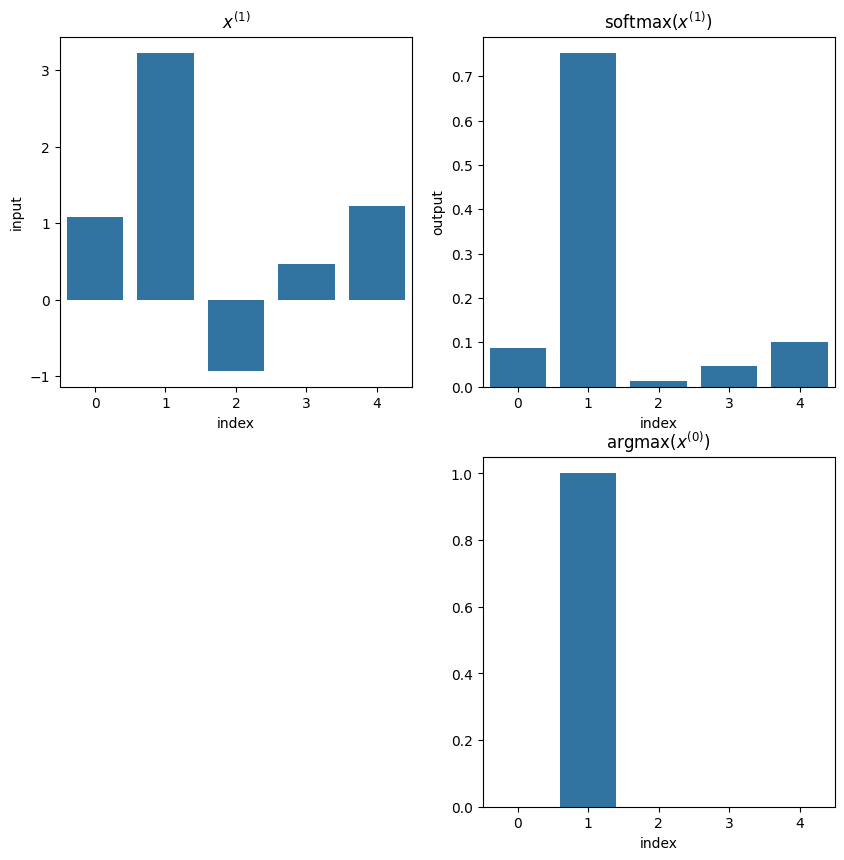 x^(1)
3
2
1
0
−1
input
0 1 2 3 4
index
softmax(x^(1))
0.7
0.6
0.5
0.4
0.3
0.2
0.1
0.0
output
0 1 2 3 4
index
argmax(x^(0))
1.0
0.8
0.6
0.4
0.2
0.0
0 1 2 3 4
index